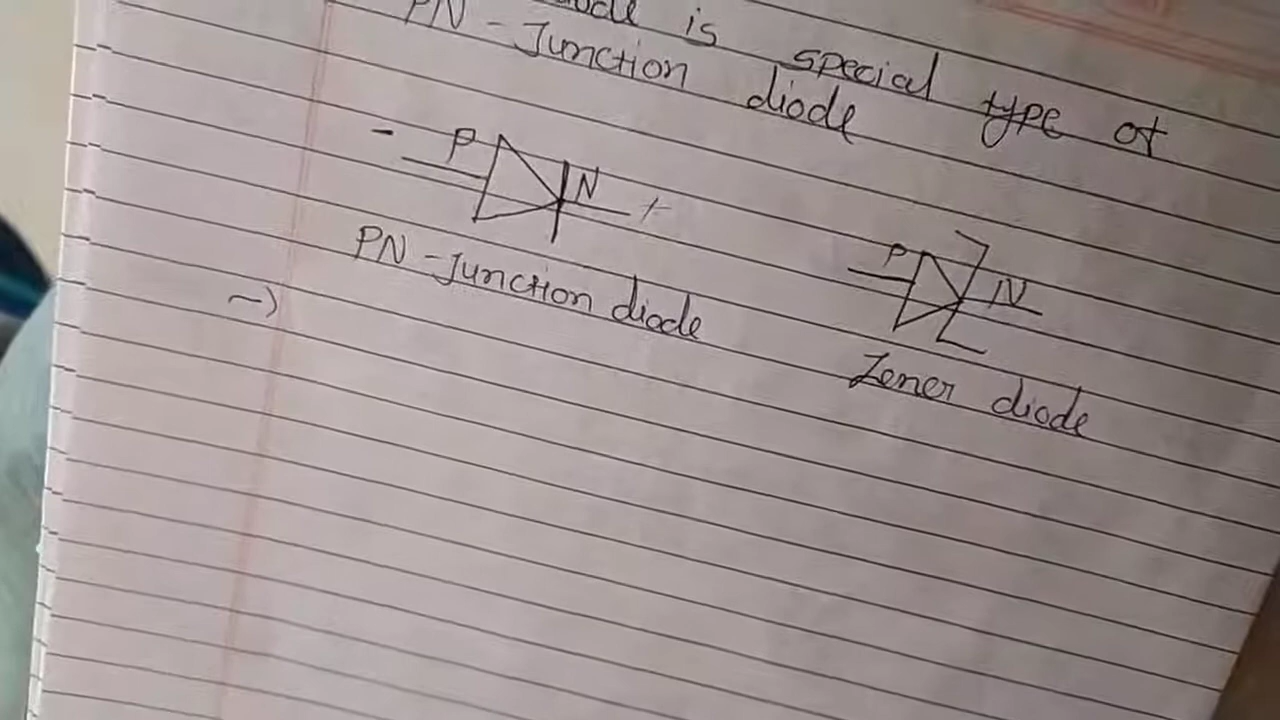 is special type of
PN - Junction diode
- P N +
PN - Junction diode
P N
Zener diode